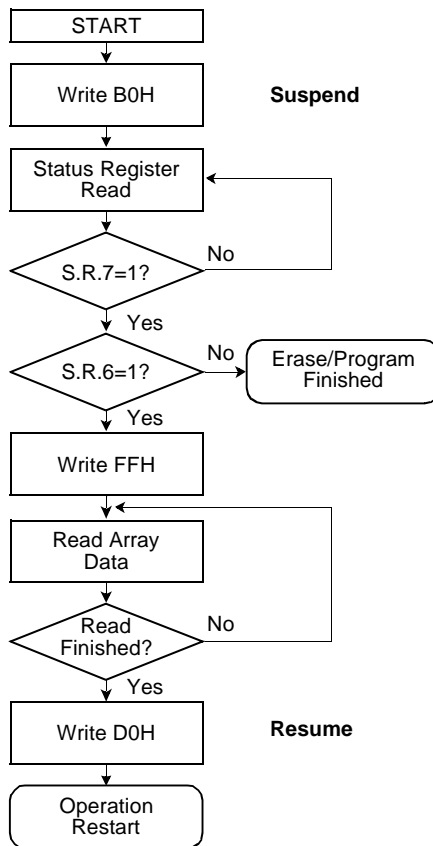 START
Write B0H
Suspend
Status Register
Read
S.R.7=1?
No
Yes
S.R.6=1?
No
Erase/Program
Finished
Yes
Write FFH
Read Array
Data
Read
Finished?
No
Yes
Write D0H
Resume
Operation
Restart